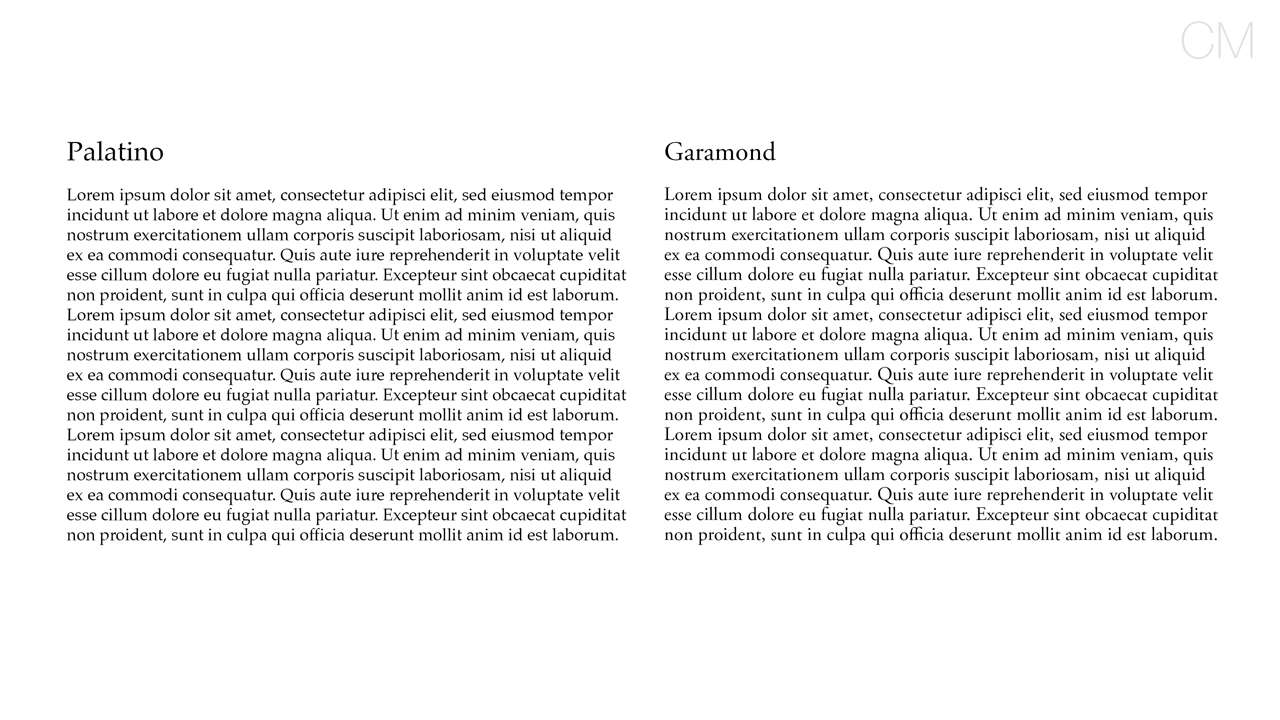 CM
Palatino
Lorem ipsum dolor sit amet, consectetur adipisci elit, sed eiusmod tempor
incidunt ut labore et dolore magna aliqua. Ut enim ad minim veniam, quis
nostrum exercitationem ullam corporis suscipit laboriosam, nisi ut aliquid
ex ea commodi consequatur. Quis aute iure reprehenderit in voluptate velit
esse cillum dolore eu fugiat nulla pariatur. Excepteur sint obcaecat cupiditat
non proident, sunt in culpa qui officia deserunt mollit anim id est laborum.
Lorem ipsum dolor sit amet, consectetur adipisci elit, sed eiusmod tempor
incidunt ut labore et dolore magna aliqua. Ut enim ad minim veniam, quis
nostrum exercitationem ullam corporis suscipit laboriosam, nisi ut aliquid
ex ea commodi consequatur. Quis aute iure reprehenderit in voluptate velit
esse cillum dolore eu fugiat nulla pariatur. Excepteur sint obcaecat cupiditat
non proident, sunt in culpa qui officia deserunt mollit anim id est laborum.
Lorem ipsum dolor sit amet, consectetur adipisci elit, sed eiusmod tempor
incidunt ut labore et dolore magna aliqua. Ut enim ad minim veniam, quis
nostrum exercitationem ullam corporis suscipit laboriosam, nisi ut aliquid
ex ea commodi consequatur. Quis aute iure reprehenderit in voluptate velit
esse cillum dolore eu fugiat nulla pariatur. Excepteur sint obcaecat cupiditat
non proident, sunt in culpa qui officia deserunt mollit anim id est laborum.
Garamond
Lorem ipsum dolor sit amet, consectetur adipisci elit, sed eiusmod tempor
incidunt ut labore et dolore magna aliqua. Ut enim ad minim veniam, quis
nostrum exercitationem ullam corporis suscipit laboriosam, nisi ut aliquid
ex ea commodi consequatur. Quis aute iure reprehenderit in voluptate velit
esse cillum dolore eu fugiat nulla pariatur. Excepteur sint obcaecat cupiditat
non proident, sunt in culpa qui officia deserunt mollit anim id est laborum.
Lorem ipsum dolor sit amet, consectetur adipisci elit, sed eiusmod tempor
incidunt ut labore et dolore magna aliqua. Ut enim ad minim veniam, quis
nostrum exercitationem ullam corporis suscipit laboriosam, nisi ut aliquid
ex ea commodi consequatur. Quis aute iure reprehenderit in voluptate velit
esse cillum dolore eu fugiat nulla pariatur. Excepteur sint obcaecat cupiditat
non proident, sunt in culpa qui officia deserunt mollit anim id est laborum.
Lorem ipsum dolor sit amet, consectetur adipisci elit, sed eiusmod tempor
incidunt ut labore et dolore magna aliqua. Ut enim ad minim veniam, quis
nostrum exercitationem ullam corporis suscipit laboriosam, nisi ut aliquid
ex ea commodi consequatur. Quis aute iure reprehenderit in voluptate velit
esse cillum dolore eu fugiat nulla pariatur. Excepteur sint obcaecat cupiditat
non proident, sunt in culpa qui officia deserunt mollit anim id est laborum.